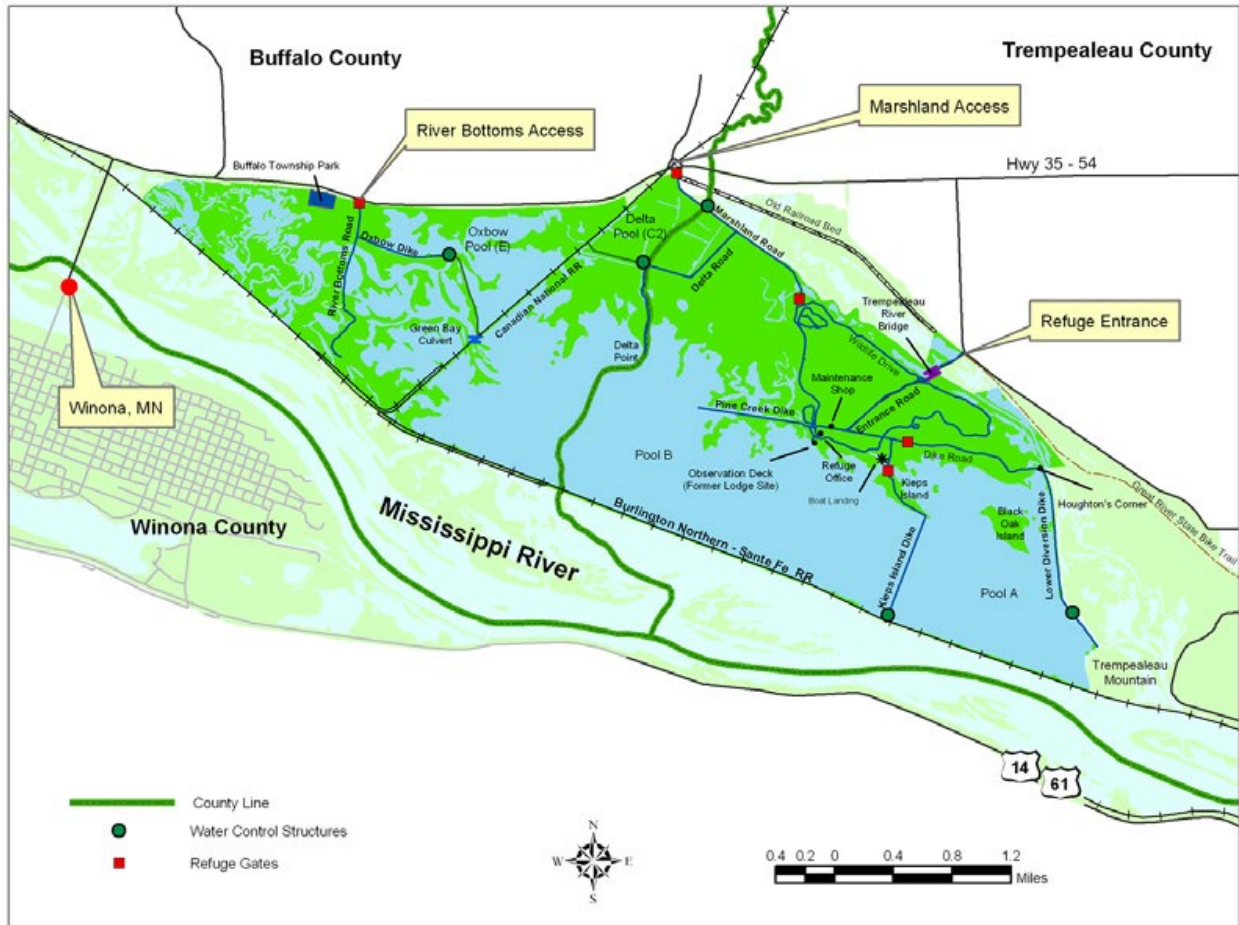 Buffalo County
Trempealeau County
Marshland Access
River Bottoms Access
Buffalo Township Park
Hwy 35 - 54
Old Railroad Bed
Marshland Road
Oxbow Dike
Oxbow
Pool (E)
Delta
Pool (C2)
Delta Road
River Bottoms Road
Canadian National RR
Trempealeau
River
Bridge
Refuge Entrance
Green Bay
Culvert
Delta
Point
Wildlife Drive
Winona, MN
Maintenance
Shop
Pine Creek Dike
Entrance Road
Pool B
Observation Deck
(Former Lodge Site)
Refuge
Office
Dike Road
Boat Landing
Kieps
Island
Houghton's Corner
Great River State Bike Trail
Black
Oak
Island
Winona County
Mississippi River
Burlington Northern - Sante Fe RR
Kieps Island Dike
Pool A
Lower Diversion Dike
Trempealeau
Mountain
14
61
County Line
Water Control Structures
Refuge Gates
N
W E
S
0.4 0.2 0 0.4 0.8 1.2
Miles